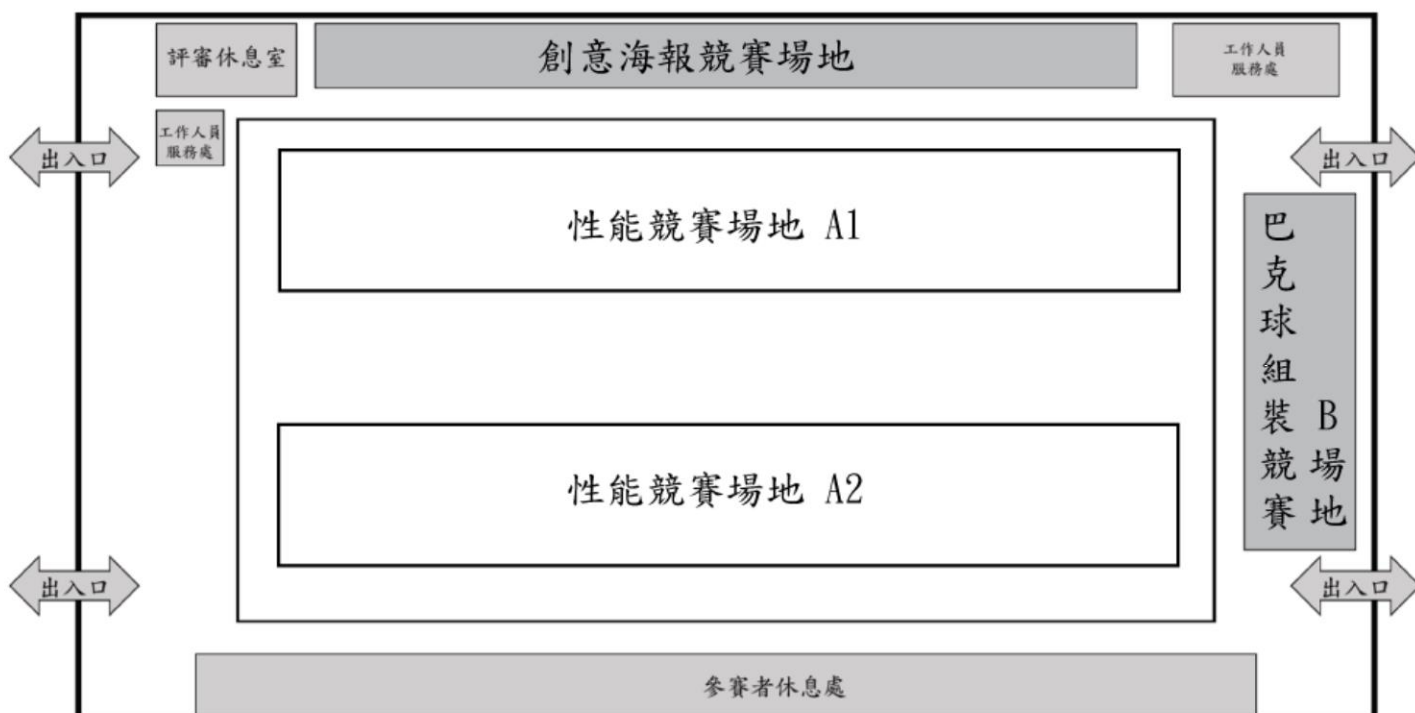 評審休息室
創意海報競賽場地
工作人員
服務處
工作人員
服務處
出入口
出入口
性能競賽場地 A1
巴克球組裝競賽
B場地
性能競賽場地 A2
出入口
出入口
參賽者休息處